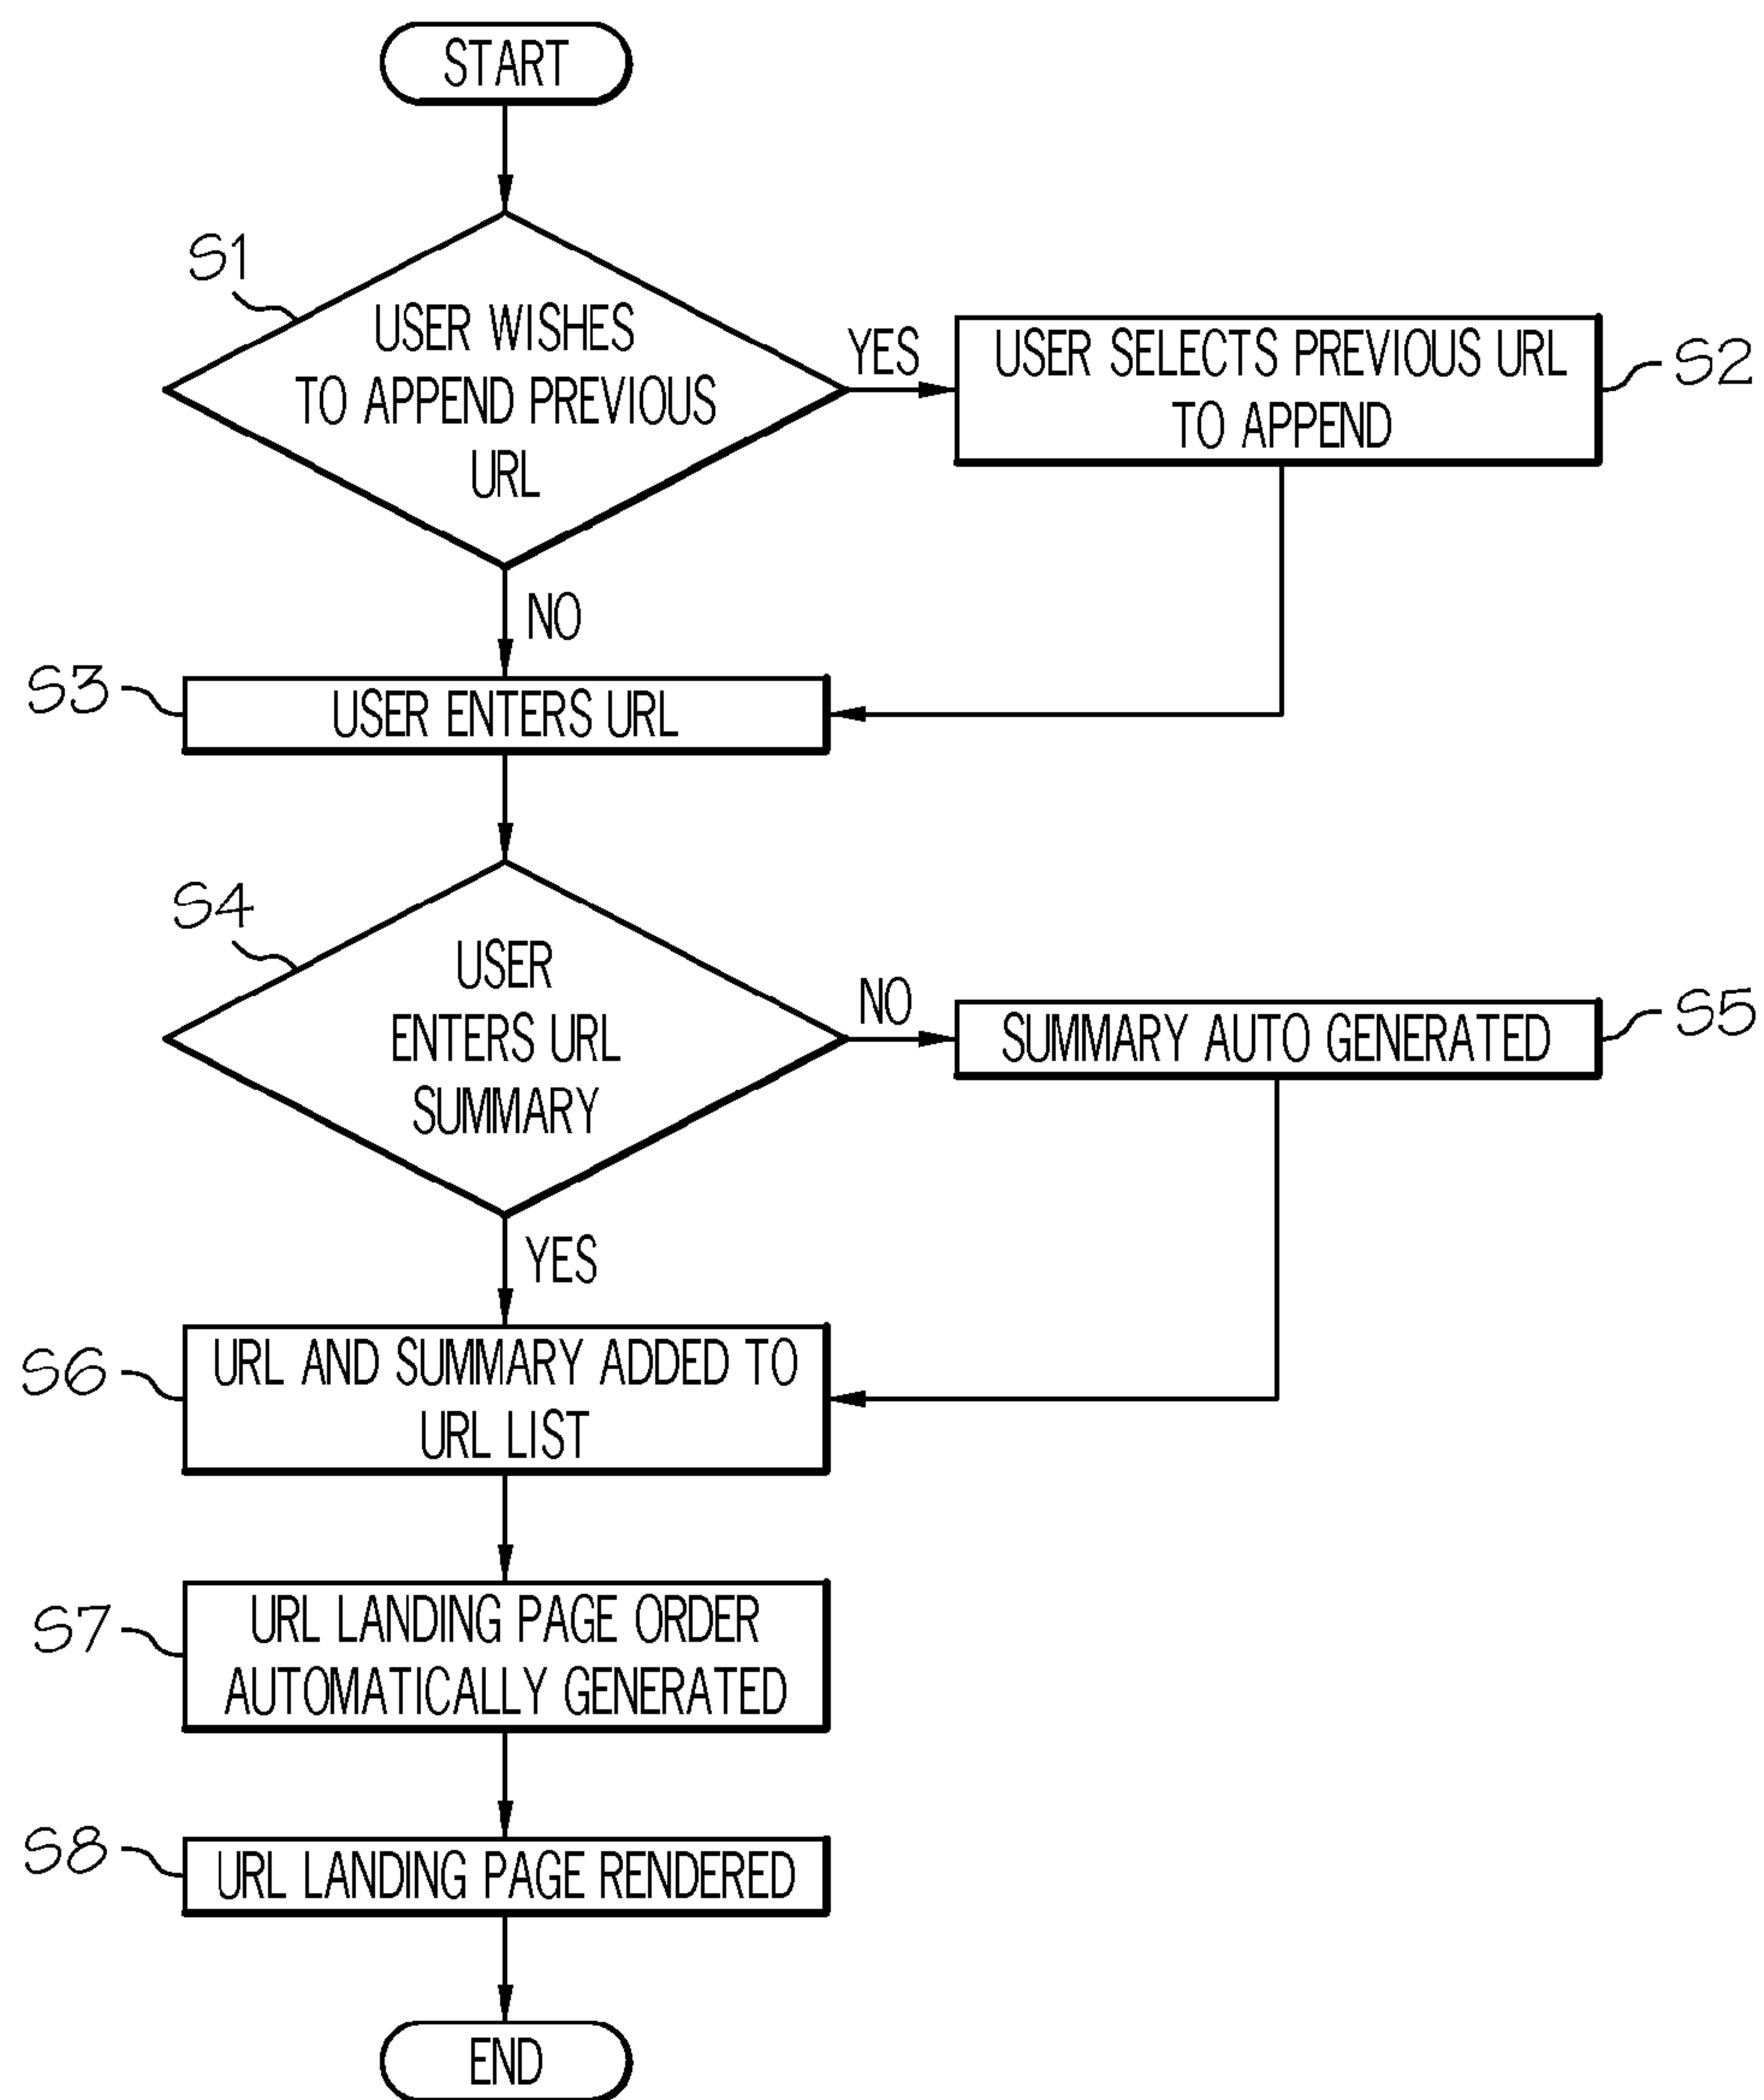 START
S1
USER WISHES
TO APPEND PREVIOUS
URL
YES
USER SELECTS PREVIOUS URL
TO APPEND
S2
NO
S3
USER ENTERS URL
S4
USER
ENTERS URL
SUMMARY
NO
SUMMARY AUTO GENERATED
S5
YES
S6
URL AND SUMMARY ADDED TO
URL LIST
S7
URL LANDING PAGE ORDER
AUTOMATICALLY GENERATED
S8
URL LANDING PAGE RENDERED
END